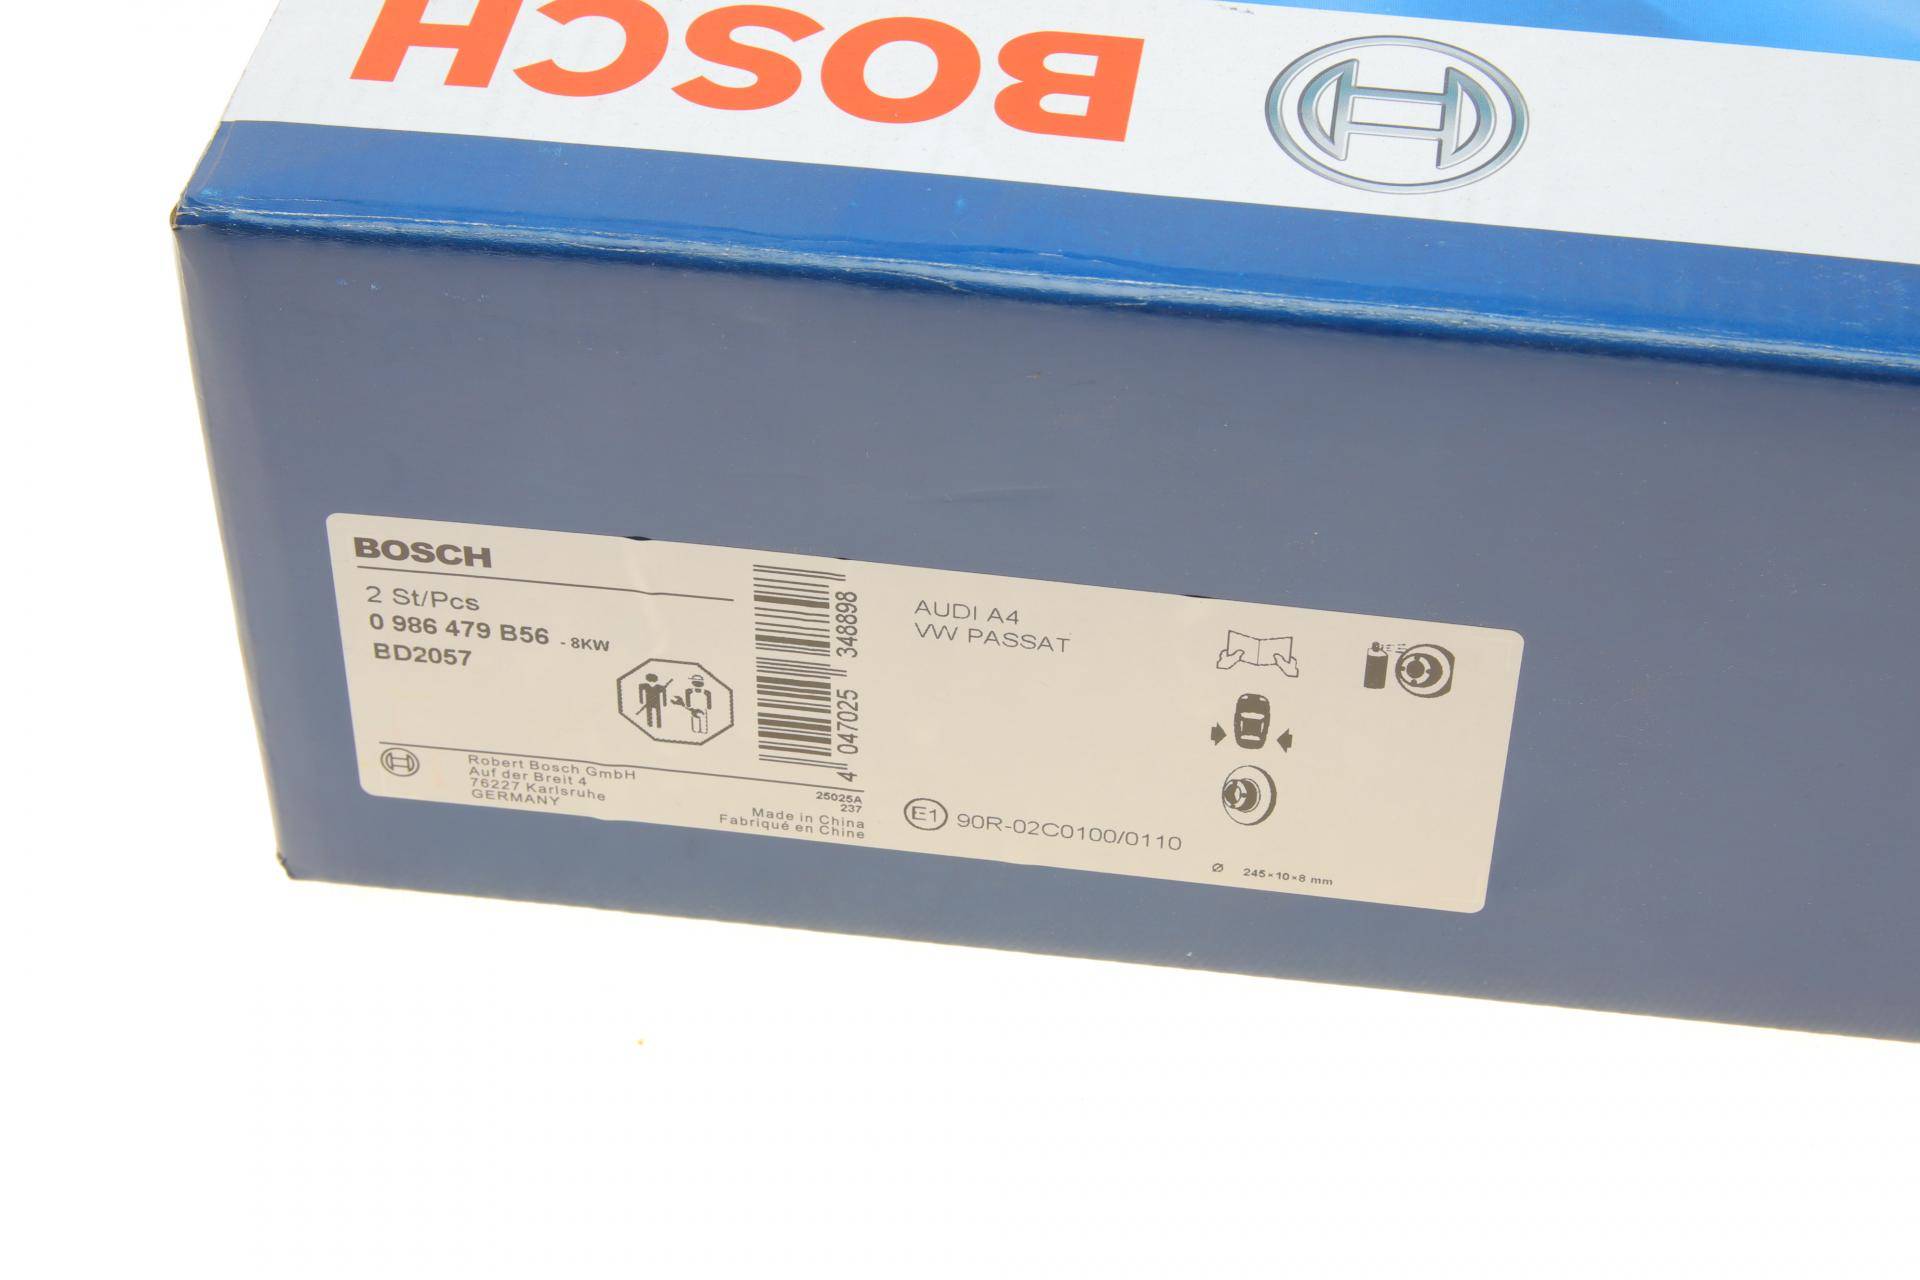 BOSCH
BOSCH
2 St/Pcs
0 986 479 B56 - 8KW
BD2057
4 047025 348898
Robert Bosch GmbH
Auf der Breit 4
76227 Karlsruhe
GERMANY
25025A
237
Made in China
Fabriqué en Chine
AUDI A4
VW PASSAT
E1 90R-02C0100/0110
Ø 245×10×8 mm